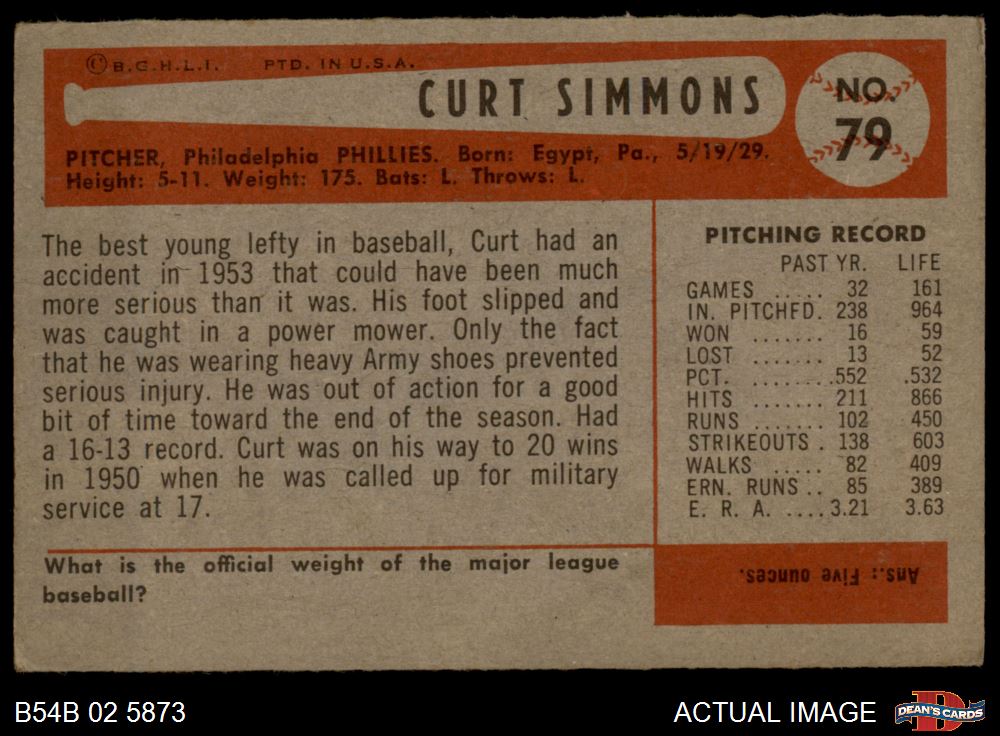 © B.G.H.L.I. PTD. IN U.S.A.
CURT SIMMONS
NO.
79
PITCHER, Philadelphia PHILLIES. Born: Egypt, Pa., 5/19/29.
Height: 5-11. Weight: 175. Bats: L. Throws: L.
The best young lefty in baseball, Curt had an
accident in 1953 that could have been much
more serious than it was. His foot slipped and
was caught in a power mower. Only the fact
that he was wearing heavy Army shoes prevented
serious injury. He was out of action for a good
bit of time toward the end of the season. Had
a 16-13 record. Curt was on his way to 20 wins
in 1950 when he was called up for military
service at 17.
PITCHING RECORD
PAST YR. LIFE
GAMES ..... 32 161
IN. PITCHED. 238 964
WON ....... 16 59
LOST ....... 13 52
PCT. ........ .552 .532
HITS ....... 211 866
RUNS ....... 102 450
STRIKEOUTS . 138 603
WALKS ..... 82 409
ERN. RUNS .. 85 389
E. R. A. .... 3.21 3.63
What is the official weight of the major league
baseball?
Ans.: Five ounces.
B54B 02 5873
ACTUAL IMAGE
D
DEAN'S CARDS